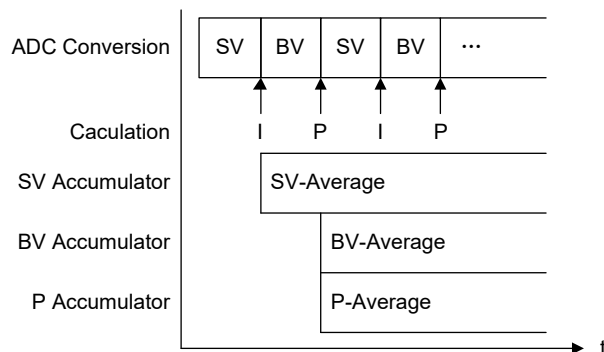 ADC Conversion SV BV SV BV ...
Caculation I P I P
SV Accumulator SV-Average
BV Accumulator BV-Average
P Accumulator P-Average
t